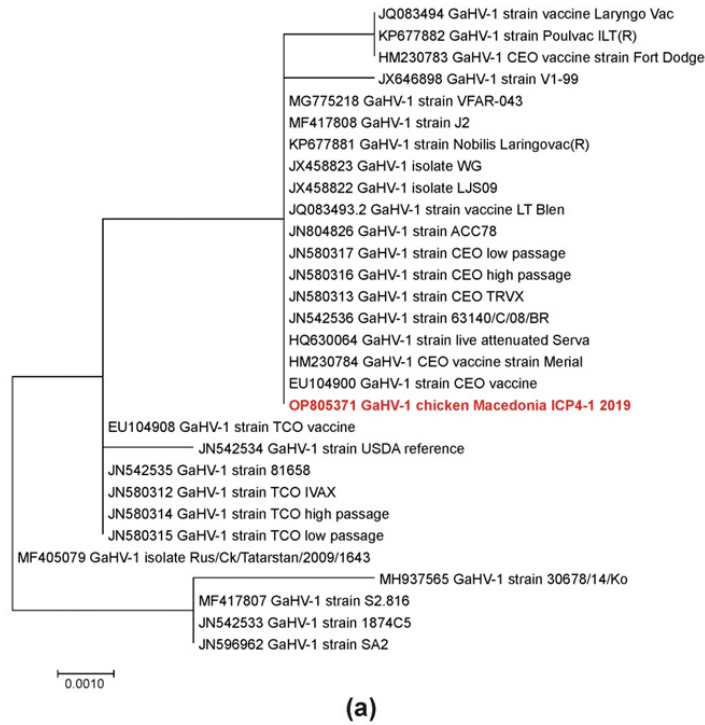 JQ083494 GaHV-1 strain vaccine Laryngo Vac
KP677882 GaHV-1 strain Poulvac ILT(R)
HM230783 GaHV-1 CEO vaccine strain Fort Dodge
JX646898 GaHV-1 strain V1-99
MG775218 GaHV-1 strain VFAR-043
MF417808 GaHV-1 strain J2
KP677881 GaHV-1 strain Nobilis Laringovac(R)
JX458823 GaHV-1 isolate WG
JX458822 GaHV-1 isolate LJS09
JQ083493.2 GaHV-1 strain vaccine LT Blen
JN804826 GaHV-1 strain ACC78
JN580317 GaHV-1 strain CEO low passage
JN580316 GaHV-1 strain CEO high passage
JN580313 GaHV-1 strain CEO TRVX
JN542536 GaHV-1 strain 63140/C/08/BR
HQ630064 GaHV-1 strain live attenuated Serva
HM230784 GaHV-1 CEO vaccine strain Merial
EU104900 GaHV-1 strain CEO vaccine
OP805371 GaHV-1 chicken Macedonia ICP4-1 2019
EU104908 GaHV-1 strain TCO vaccine
JN542534 GaHV-1 strain USDA reference
JN542535 GaHV-1 strain 81658
JN580312 GaHV-1 strain TCO IVAX
JN580314 GaHV-1 strain TCO high passage
JN580315 GaHV-1 strain TCO low passage
MF405079 GaHV-1 isolate Rus/Ck/Tatarstan/2009/1643
MH937565 GaHV-1 strain 30678/14/Ko
MF417807 GaHV-1 strain S2.816
JN542533 GaHV-1 strain 1874C5
JN596962 GaHV-1 strain SA2
0.0010
(a)